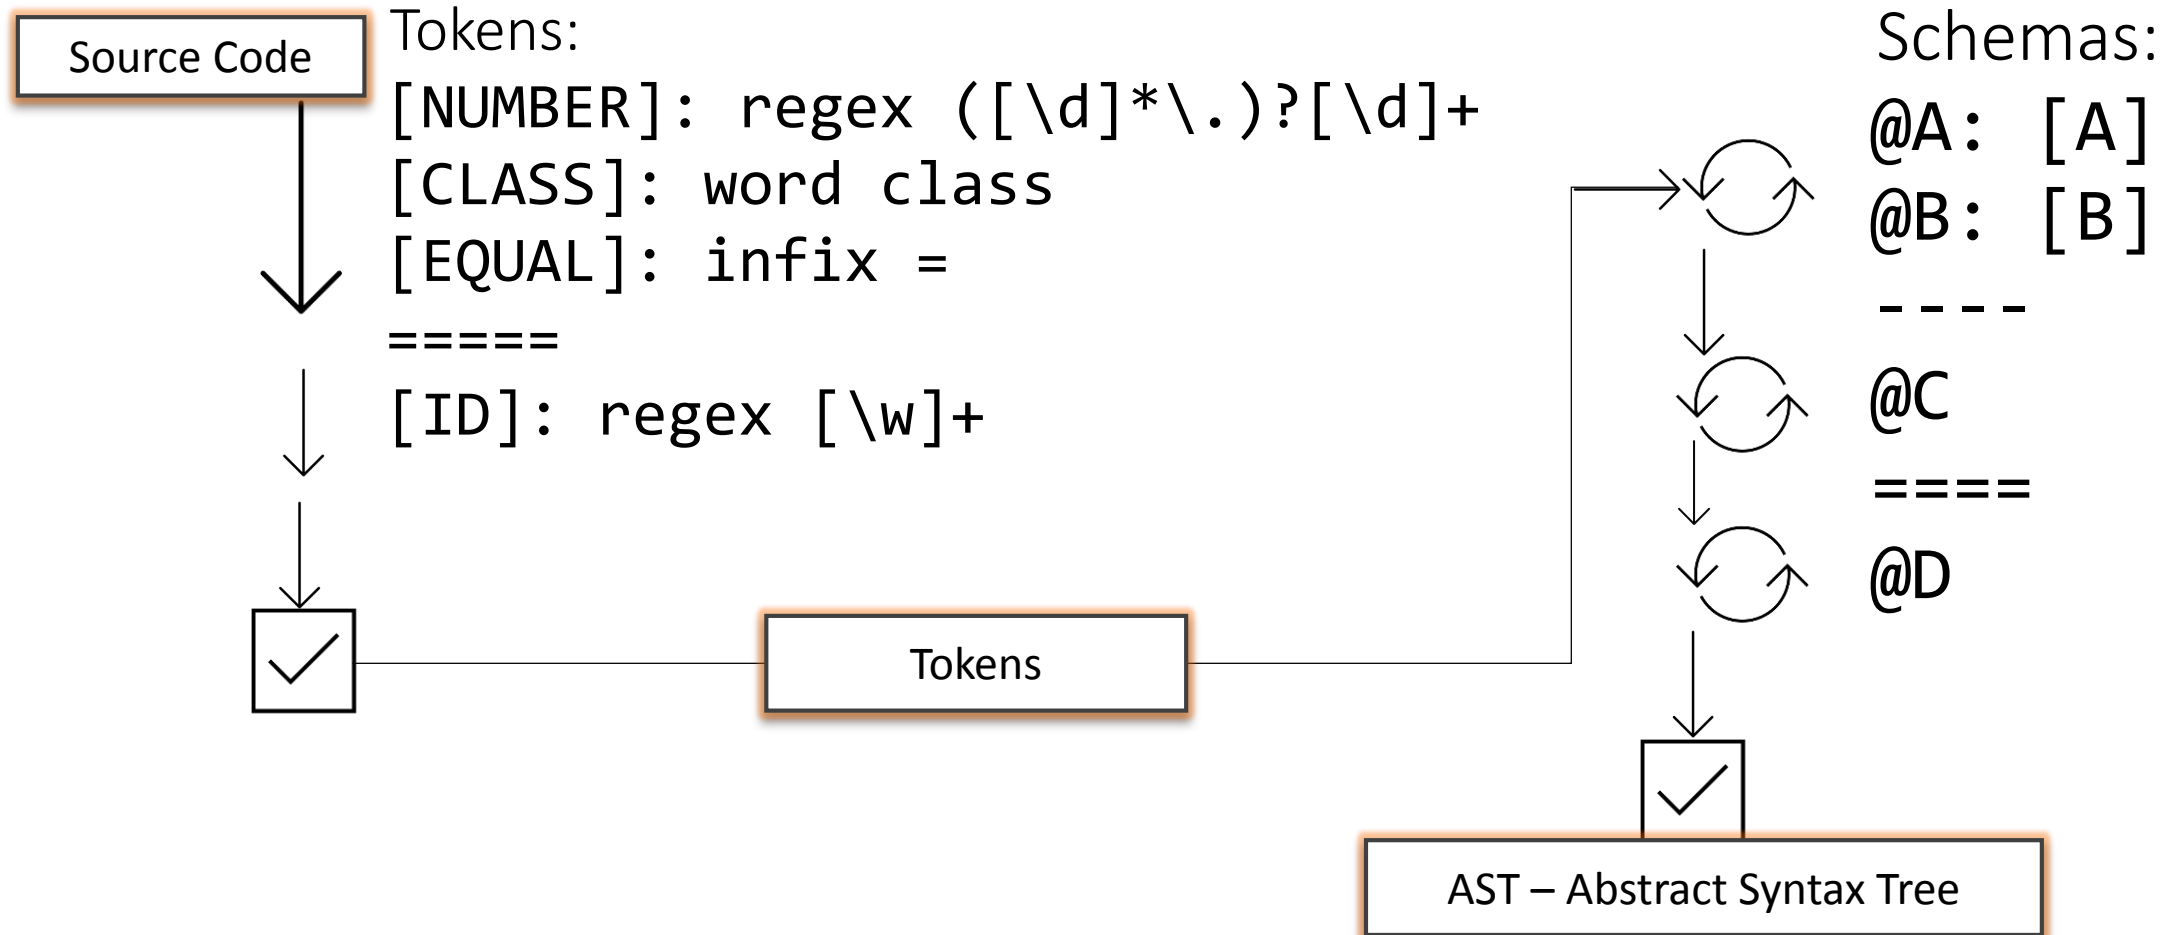 Source Code
Tokens:
[NUMBER]: regex ([\d]*\.)?[\d]+
[CLASS]: word class
[EQUAL]: infix =
=====
[ID]: regex [\w]+
Tokens
Schemas:
@A: [A]
@B: [B]
----
@C
====
@D
AST – Abstract Syntax Tree